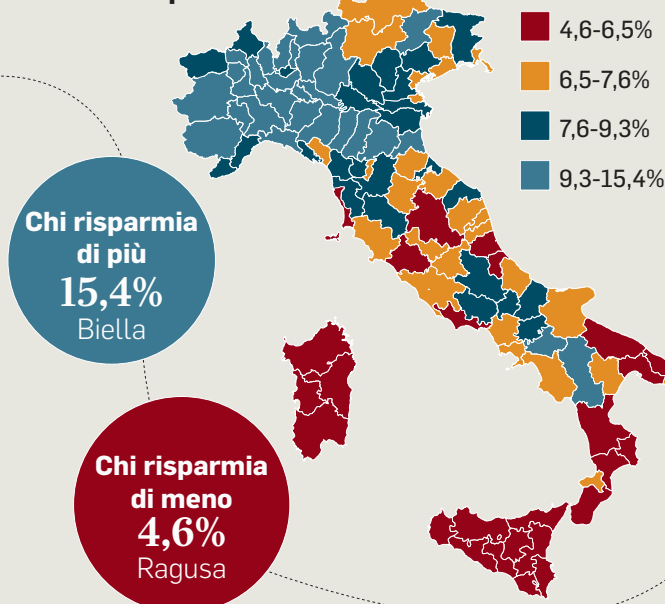 4,6-6,5%
6,5-7,6%
7,6-9,3%
9,3-15,4%
Chi risparmia
di più
15,4%
Biella
Chi risparmia
di meno
4,6%
Ragusa